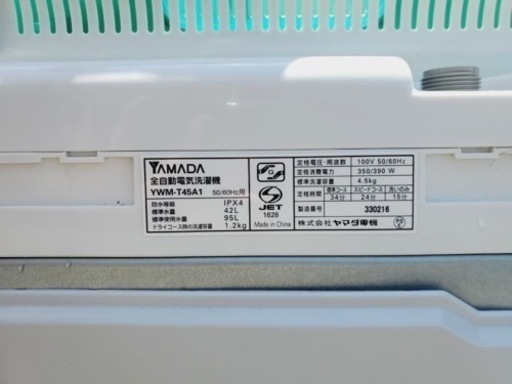 YAMADA
全自動電気洗濯機
YWM-T45A1 50/60Hz用
防水等級 IPX4
標準水量 42L
標準使用水量 95L
ドライコース時の洗濯容量 1.2kg
JET
1628
Made in China
定格電圧・周波数 100V 50/60Hz
定格消費電力 350/390 W
標準洗濯容量 4.5kg
標準コース スピードコース 洗いのみ
34分 24分 15分
製造番号 330216
株式会社 ヤマダ電機